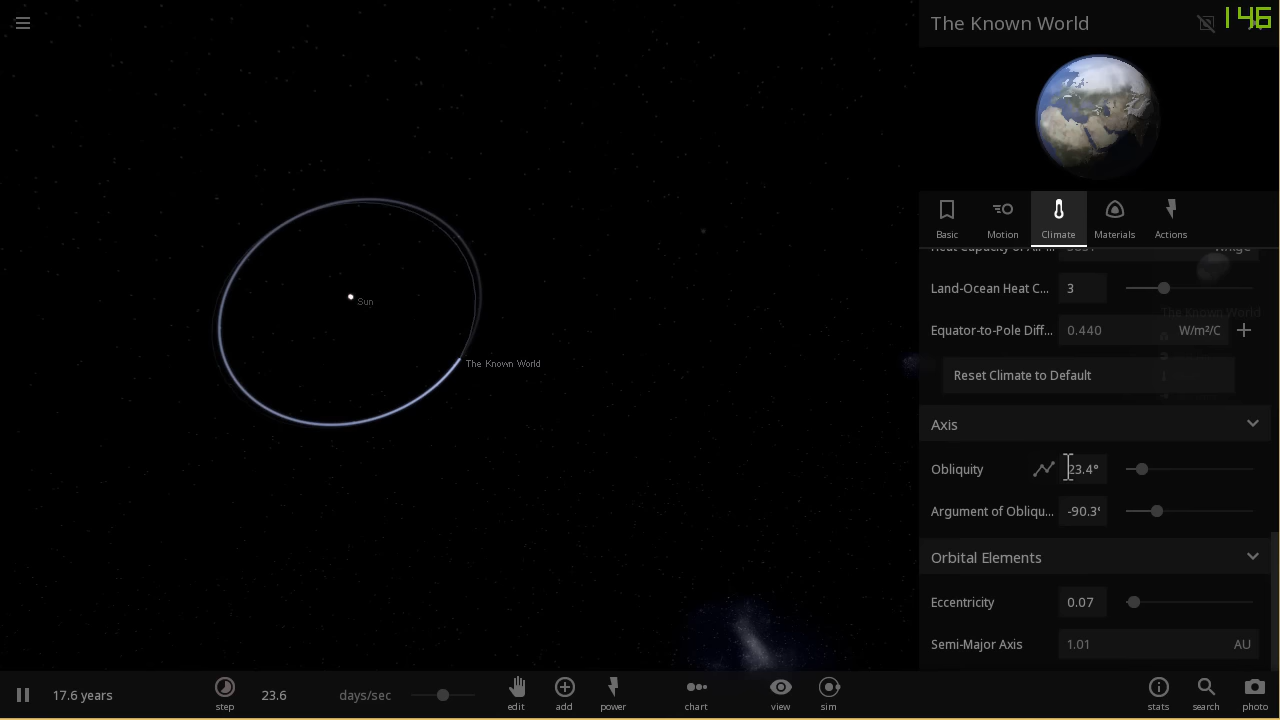 The Known World
146
Basic
Motion
Climate
Materials
Actions
Land-Ocean Heat C...
3
Equator-to-Pole Diff...
0.440
W/m²/C
Reset Climate to Default
Axis
Obliquity
23.4°
Argument of Obliqu...
-90.3°
Orbital Elements
Eccentricity
0.07
Semi-Major Axis
1.01
AU
Sun
The Known World
The Known World
17.6 years
step
23.6
days/sec
edit
add
power
chart
view
sim
stats
search
photo